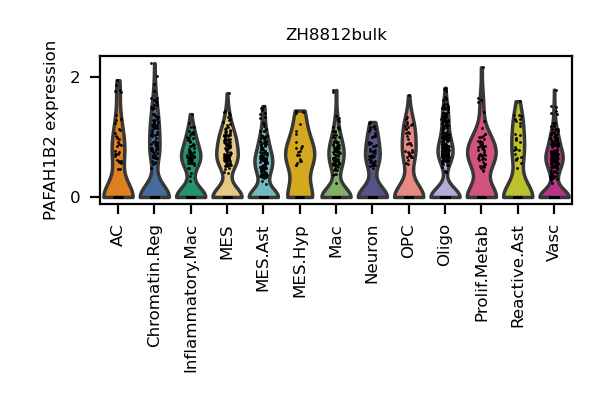 ZH8812bulk
PAFAH1B2 expression
2
0
AC
Chromatin.Reg
Inflammatory.Mac
MES
MES.Ast
MES.Hyp
Mac
Neuron
OPC
Oligo
Prolif.Metab
Reactive.Ast
Vasc